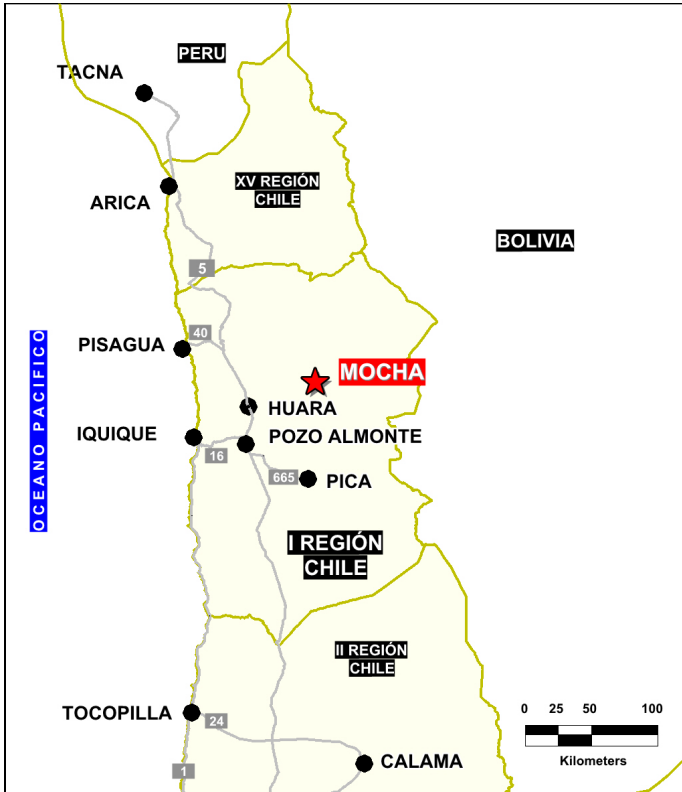 PERU
TACNA
XV REGIÓN
CHILE
ARICA
BOLIVIA
5
40
PISAGUA
OCEANO PACIFICO
MOCHA
HUARA
IQUIQUE
POZO ALMONTE
16
665
PICA
I REGIÓN
CHILE
II REGIÓN
CHILE
TOCOPILLA
24
0 25 50 100
Kilometers
CALAMA
1